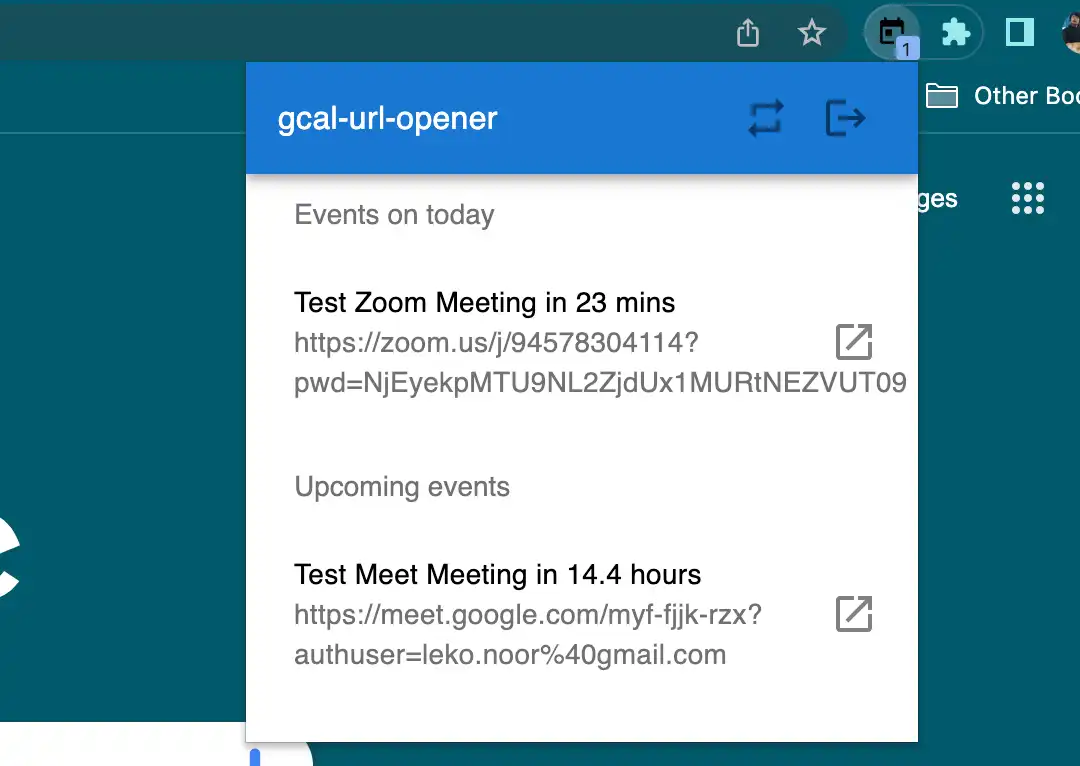 1
gcal-url-opener
Other Boo
ges
Events on today
Test Zoom Meeting in 23 mins
https://zoom.us/j/94578304114?
pwd=NjEyekpMTU9NL2ZjdUx1MURtNEZVUT09
Upcoming events
Test Meet Meeting in 14.4 hours
https://meet.google.com/myf-fjjk-rzx?
authuser=leko.noor%40gmail.com